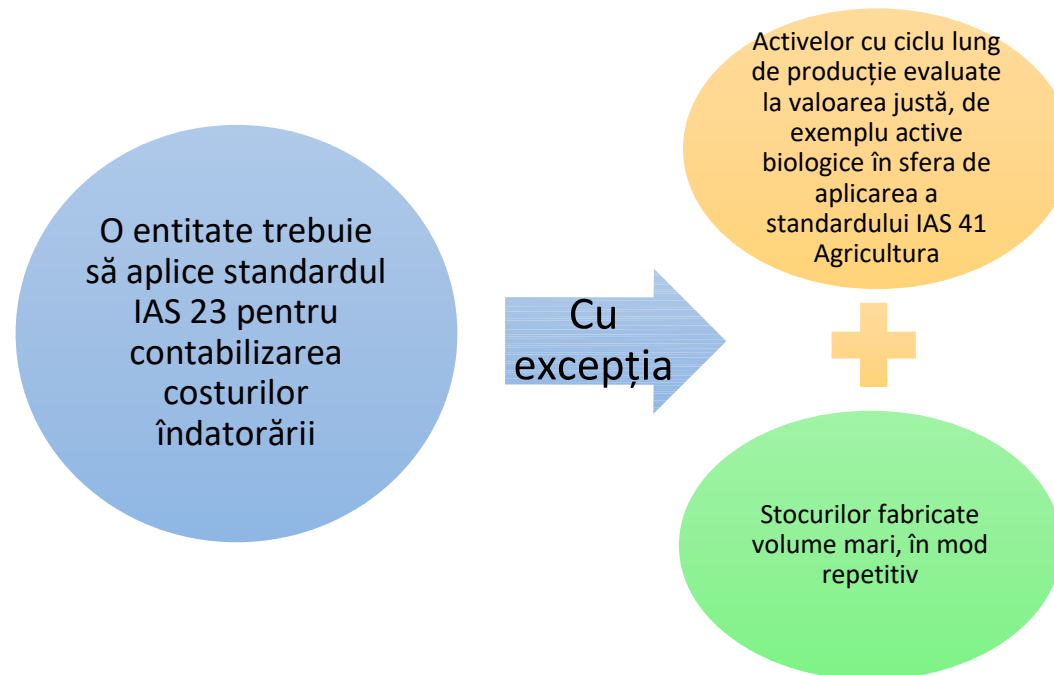 O entitate trebuie
să aplice standardul
IAS 23 pentru
contabilizarea
costurilor
îndatorării
Cu
excepția
Activelor cu ciclu lung
de producție evaluate
la valoarea justă, de
exemplu active
biologice în sfera de
aplicarea a
standardului IAS 41
Agricultura
Stocurilor fabricate
volume mari, în mod
repetitiv